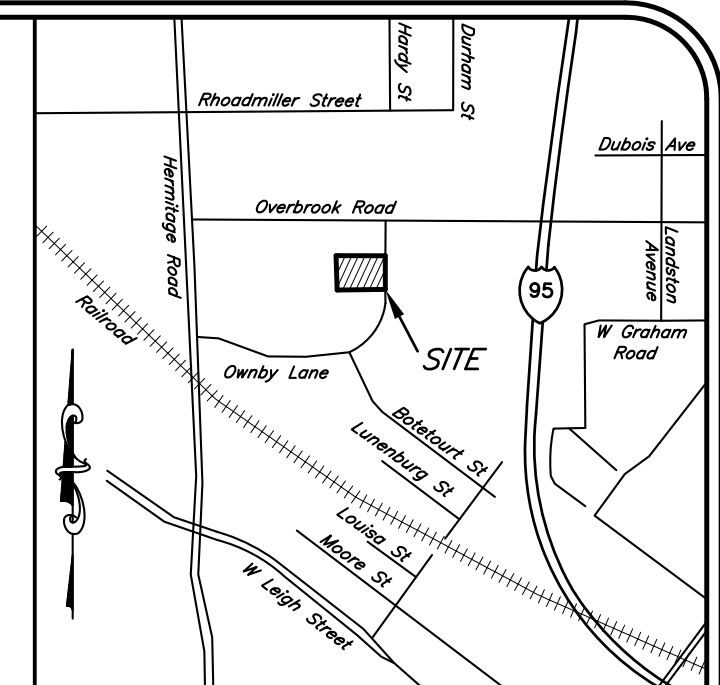 Hardy St
Durham St
Rhoadmiller Street
Dubois Ave
Hermitage Road
Overbrook Road
Landston
Avenue
95
Railroad
SITE
W Graham
Road
Ownby Lane
Botetourt St
Lunenburg St
Louisa St
Moore St
W Leigh Street